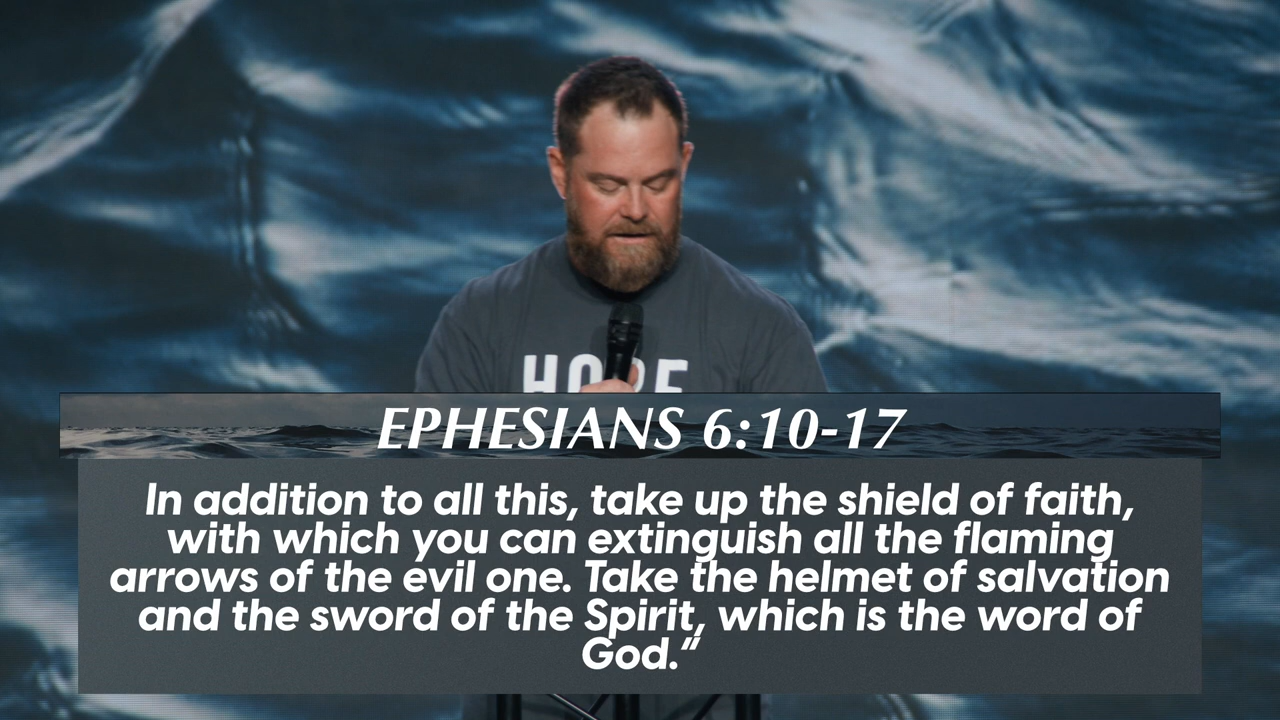 HOPE
EPHESIANS 6:10-17
In addition to all this, take up the shield of faith,
with which you can extinguish all the flaming
arrows of the evil one. Take the helmet of salvation
and the sword of the Spirit, which is the word of
God.“